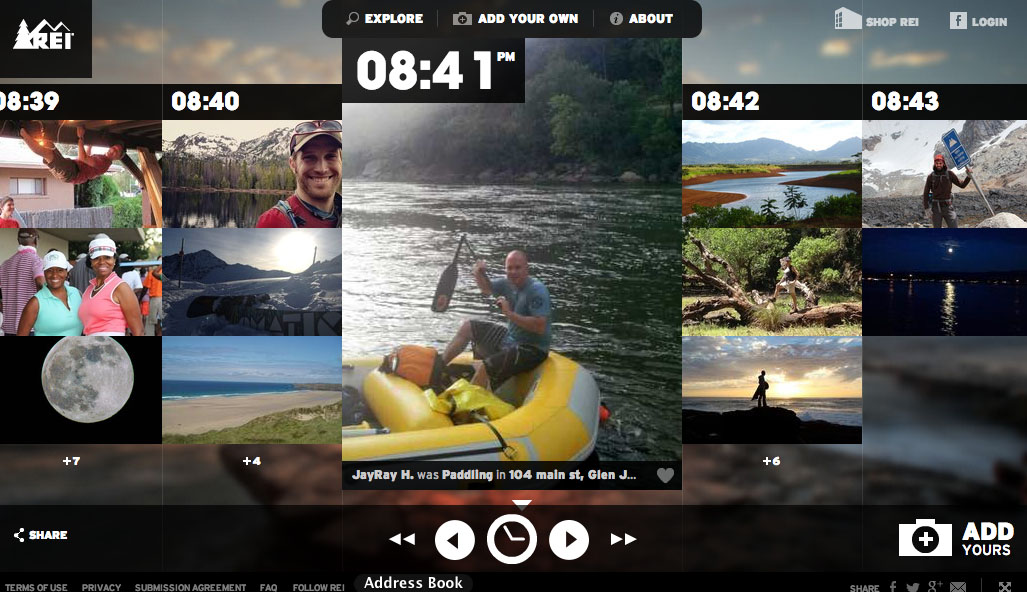 REI
EXPLORE
ADD YOUR OWN
ABOUT
SHOP REI
LOGIN
08:39
08:40
08:41 PM
08:42
08:43
+7
+4
JayRay H. was Paddling in 104 main st, Glen J...
+6
SHARE
ADD
YOURS
TERMS OF USE
PRIVACY
SUBMISSION AGREEMENT
FAQ
FOLLOW REI
Address Book
SHARE